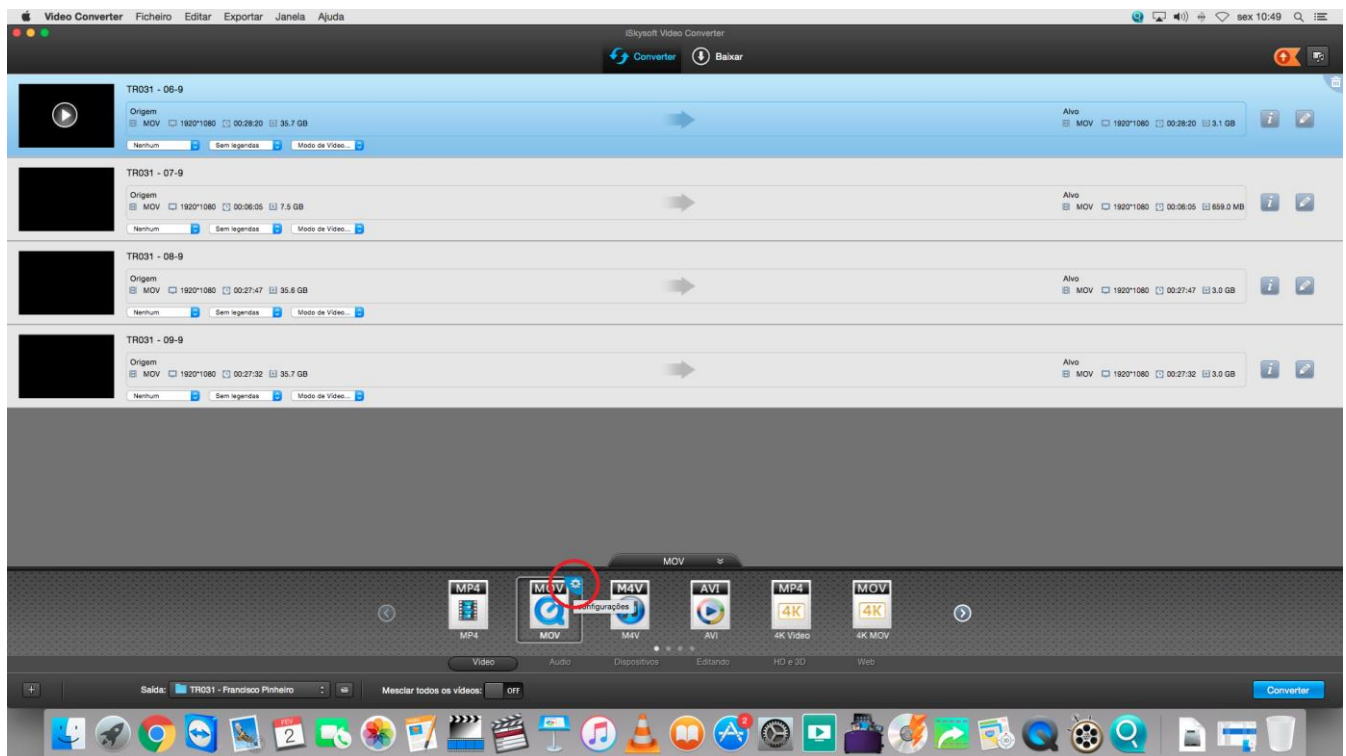 Video Converter Ficheiro Editar Exportar Janela Ajuda sex 10:49
iSkysoft Video Converter
Converter Baixar
TR031 - 06-9
Origem Alvo
MOV 1920*1080 00:28:20 35.7 GB MOV 1920*1080 00:28:20 3.1 GB
Nenhum Sem legendas Modo de Vídeo...
TR031 - 07-9
Origem Alvo
MOV 1920*1080 00:06:05 7.5 GB MOV 1920*1080 00:06:05 659.0 MB
Nenhum Sem legendas Modo de Vídeo...
TR031 - 08-9
Origem Alvo
MOV 1920*1080 00:27:47 35.6 GB MOV 1920*1080 00:27:47 3.0 GB
Nenhum Sem legendas Modo de Vídeo...
TR031 - 09-9
Origem Alvo
MOV 1920*1080 00:27:32 35.7 GB MOV 1920*1080 00:27:32 3.0 GB
Nenhum Sem legendas Modo de Vídeo...
MOV
MP4 MOV M4V AVI MP4 MOV
4K 4K
Configurações
MP4 MOV M4V AVI 4K Video 4K MOV
Vídeo Áudio Dispositivos Editando HD e 3D Web
Saída: TR031 - Francisco Pinheiro Mesclar todos os vídeos: OFF Converter
FEV
2 2